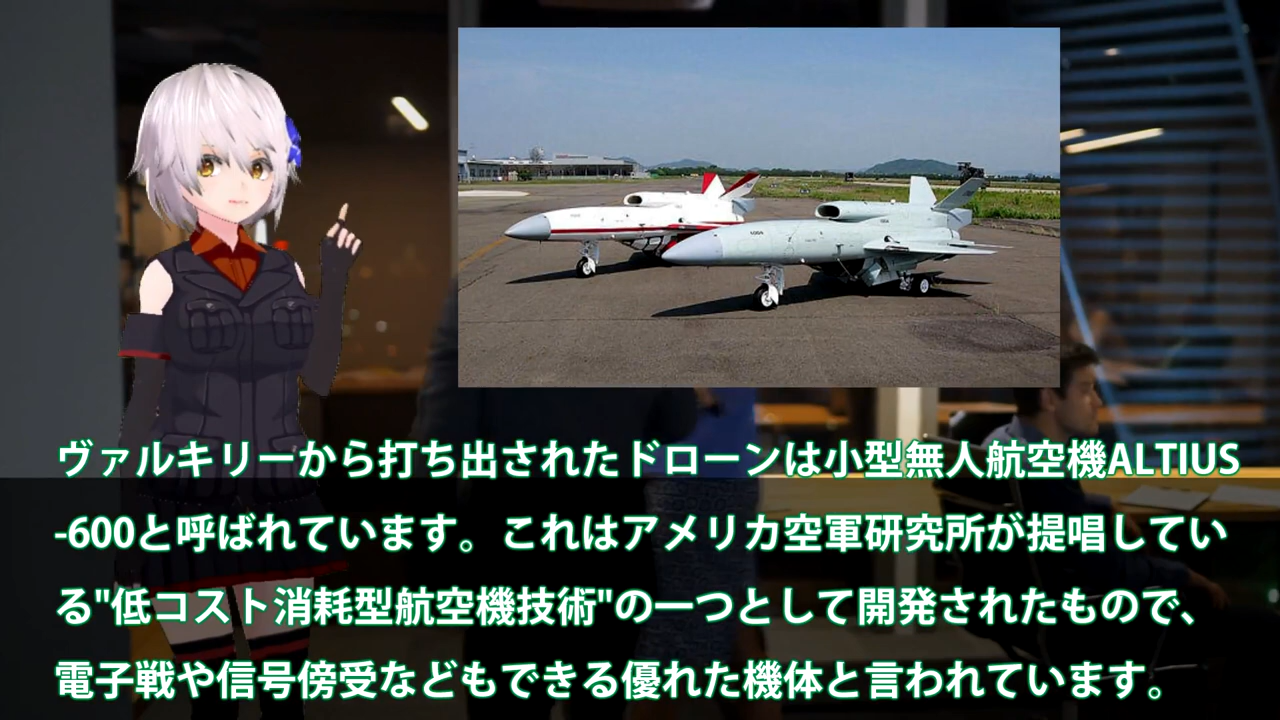 ヴァルキリーから打ち出されたドローンは小型無人航空機ALTIUS
-600と呼ばれています。これはアメリカ空軍研究所が提唱してい
る"低コスト消耗型航空機技術"の一つとして開発されたもので、
電子戦や信号傍受などもできる優れた機体と言われています。